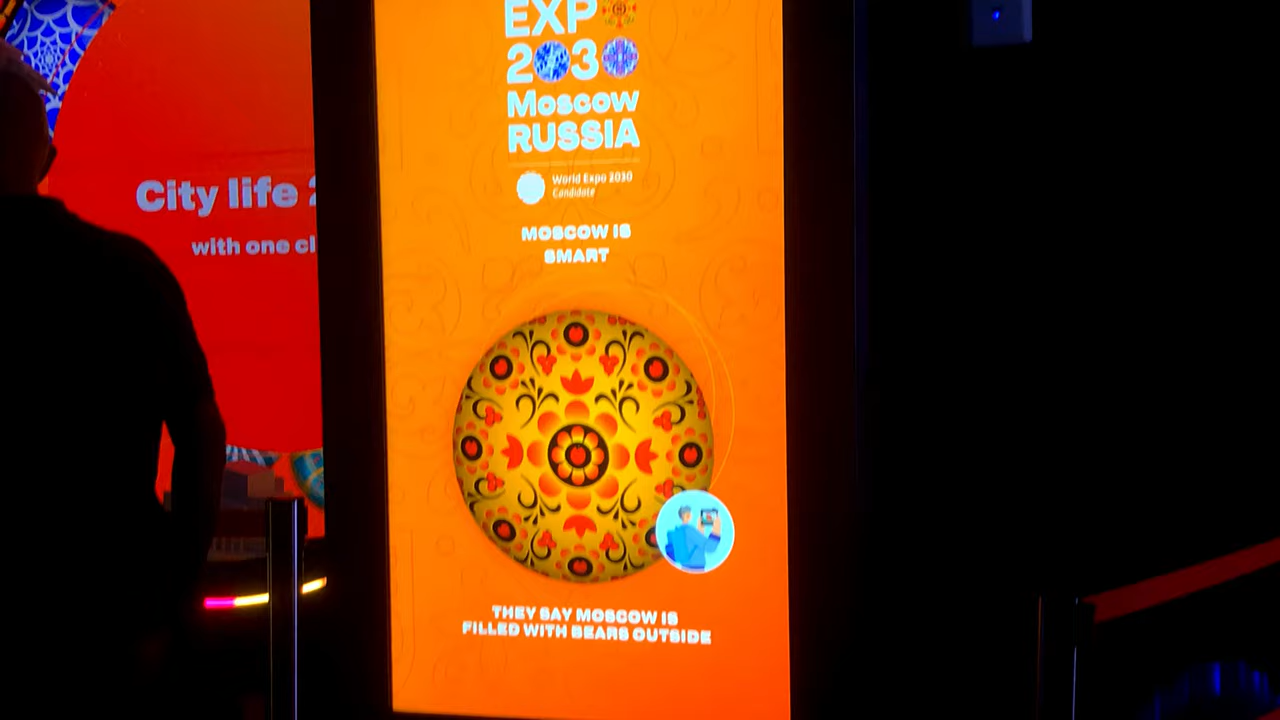 EXP
2030
Moscow
RUSSIA
World Expo 2030
Candidate
MOSCOW IS
SMART
THEY SAY MOSCOW IS
FILLED WITH BEARS OUTSIDE
City life
with one